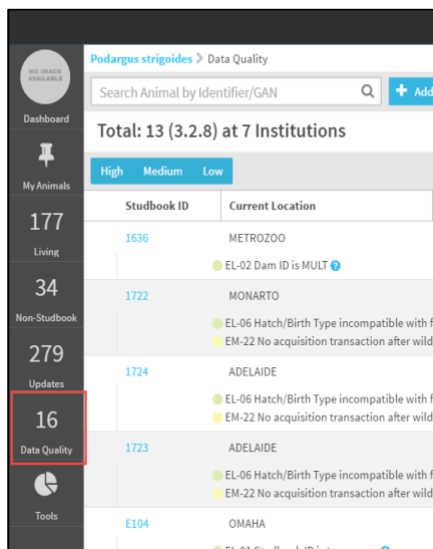 NO IMAGE
AVAILABLE
Dashboard
My Animals
177
Living
34
Non-Studbook
279
Updates
16
Data Quality
Tools
Podargus strigoides > Data Quality
Search Animal by Identifier/GAN
+ Add
Total: 13 (3.2.8) at 7 Institutions
High Medium Low
Studbook ID Current Location
1636 METROZOO
EL-02 Dam ID is MULT ?
1722 MONARTO
EL-06 Hatch/Birth Type incompatible with f
EM-22 No acquisition transaction after wild
1724 ADELAIDE
EL-06 Hatch/Birth Type incompatible with f
EM-22 No acquisition transaction after wild
1723 ADELAIDE
EL-06 Hatch/Birth Type incompatible with f
EM-22 No acquisition transaction after wild
E104 OMAHA